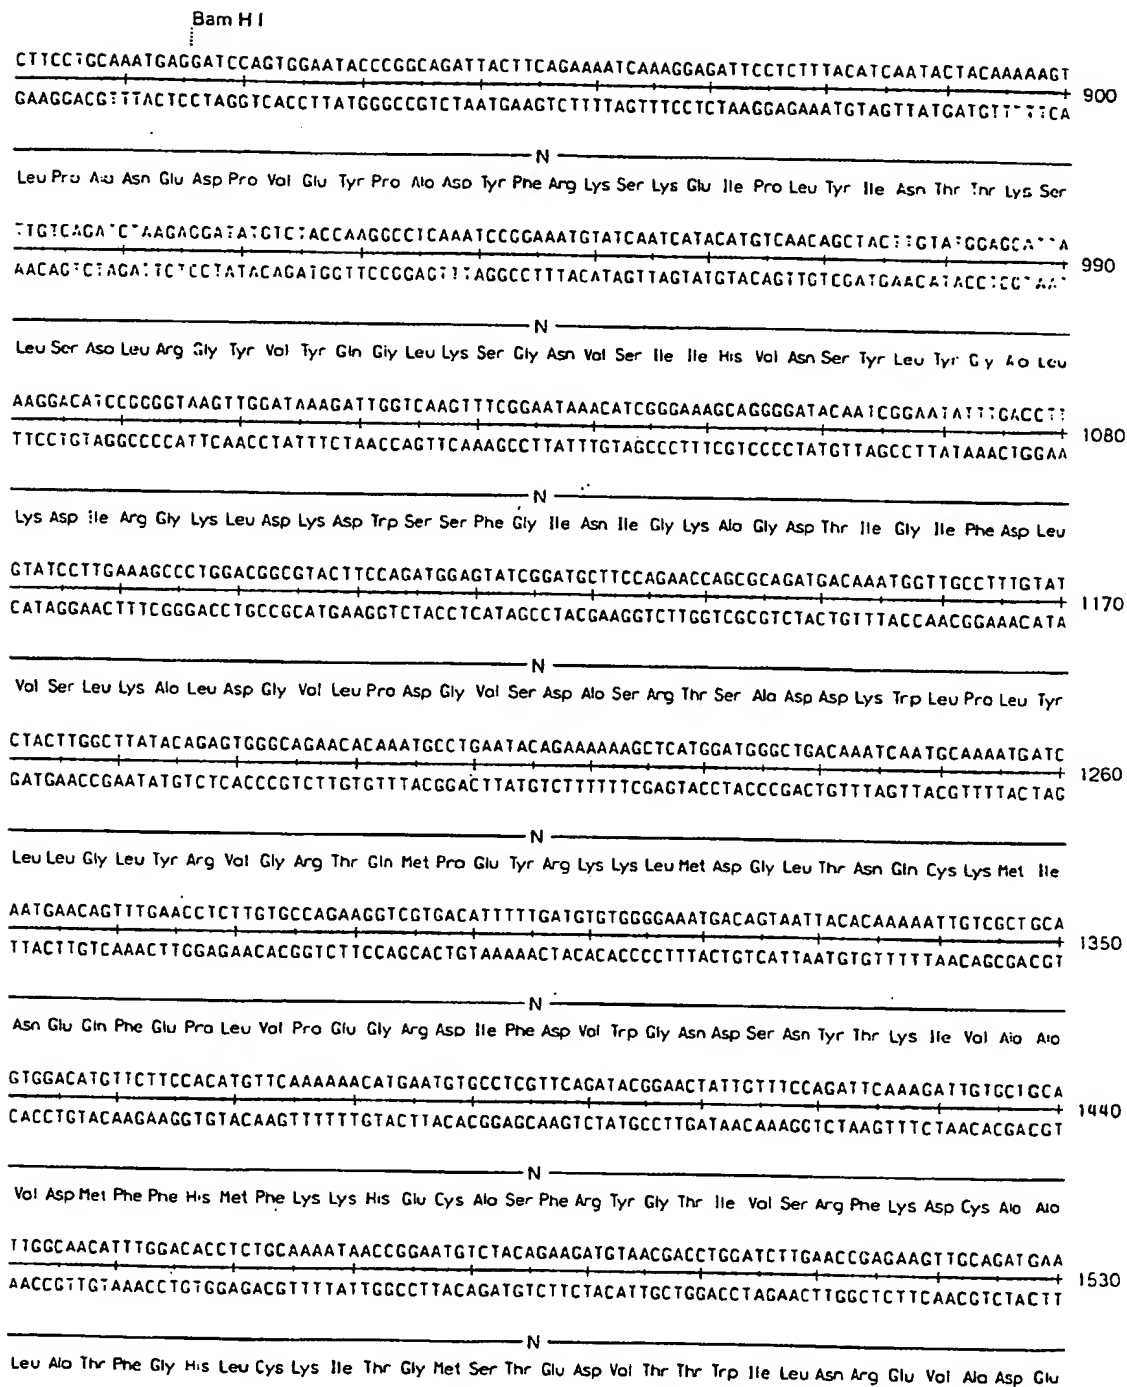 Bam H I
CTTCCTGCAAATGAGGATCCAGTGGAATACCCGGCAGATTACTTCAGAAAATCAAAGGAGATTCCTCTTTACATCAATACTACAAAAAGT
900
GAAGGACGTTTACTCCTAGGTCACCTTATGGGCCGTCTAATGAAGTCTTTTAGTTTCCTCTAAGGAGAAATGTAGTTATGATGTTTTTCA
N
Leu Pro Ala Asn Glu Asp Pro Val Glu Tyr Pro Ala Asp Tyr Phe Arg Lys Ser Lys Glu Ile Pro Leu Tyr Ile Asn Thr Thr Lys Ser
TTGTCAGATCTAAGAGGATATGTCTACCAAGGCCTCAAATCCGGAAATGTATCAATCATACATGTCAACAGCTACTTGTATGGAGCATTA
990
AACAGTCTAGATTCTCCTATACAGATGGTTCCGGAGTTTAGGCCTTTACATAGTTAGTATGTACAGTTGTCGATGAACATACCTCGTAAT
N
Leu Ser Asp Leu Arg Gly Tyr Val Tyr Gln Gly Leu Lys Ser Gly Asn Val Ser Ile Ile His Val Asn Ser Tyr Leu Tyr Gly Ala Leu
AAGGACATCCGGGGTAAGTTGGATAAAGATTGGTCAAGTTTCGGAATAAACATCGGGAAAGCAGGGGATACAATCGGAATATTTGACCTT
1080
TTCCTGTAGGCCCCATTCAACCTATTTCTAACCAGTTCAAAGCCTTATTTGTAGCCCTTTCGTCCCCTATGTTAGCCTTATAAACTGGAA
N
Lys Asp Ile Arg Gly Lys Leu Asp Lys Asp Trp Ser Ser Phe Gly Ile Asn Ile Gly Lys Ala Gly Asp Thr Ile Gly Ile Phe Asp Leu
GTATCCTTGAAAGCCCTGGACGGCGTACTTCCAGATGGAGTATCGGATGCTTCCAGAACCAGCGCAGATGACAAATGGTTGCCTTTGTAT
1170
CATAGGAACTTTCGGGACCTGCCGCATGAAGGTCTACCTCATAGCCTACGAAGGTCTTGGTCGCGTCTACTGTTTACCAACGGAAACATA
N
Val Ser Leu Lys Ala Leu Asp Gly Val Leu Pro Asp Gly Val Ser Asp Ala Ser Arg Thr Ser Ala Asp Asp Lys Trp Leu Pro Leu Tyr
CTACTTGGCTTATACAGAGTGGGCAGAACACAAATGCCTGAATACAGAAAAAAGCTCATGGATGGGCTGACAAATCAATGCAAAATGATC
1260
GATGAACCGAATATGTCTCACCCGTCTTGTGTTTACGGACTTATGTCTTTTTTCGAGTACCTACCCGACTGTTTAGTTACGTTTTACTAG
N
Leu Leu Gly Leu Tyr Arg Val Gly Arg Thr Gln Met Pro Glu Tyr Arg Lys Lys Leu Met Asp Gly Leu Thr Asn Gln Cys Lys Met Ile
AATGAACAGTTTGAACCTCTTGTGCCAGAAGGTCGTGACATTTTTGATGTGTGGGGAAATGACAGTAATTACACAAAAATTGTCGCTGCA
1350
TTACTTGTCAAACTTGGAGAACACGGTCTTCCAGCACTGTAAAAACTACACACCCCTTTACTGTCATTAATGTGTTTTTAACAGCGACGT
N
Asn Glu Gln Phe Glu Pro Leu Val Pro Glu Gly Arg Asp Ile Phe Asp Val Trp Gly Asn Asp Ser Asn Tyr Thr Lys Ile Val Ala Ala
GTGGACATGTTCTTCCACATGTTCAAAAAACATGAATGTGCCTCGTTCAGATACGGAACTATTGTTTCCAGATTCAAAGATTGTGCTGCA
1440
CACCTGTACAAGAAGGTGTACAAGTTTTTTGTACTTACACGGAGCAAGTCTATGCCTTGATAACAAAGGTCTAAGTTTCTAACACGACGT
N
Val Asp Met Phe Phe His Met Phe Lys Lys His Glu Cys Ala Ser Phe Arg Tyr Gly Thr Ile Val Ser Arg Phe Lys Asp Cys Ala Ala
TTGGCAACATTTGGACACCTCTGCAAAATAACCGGAATGTCTACAGAAGATGTAACGACCTGGATCTTGAACCGAGAAGTTGCAGATGAA
1530
AACCGTTGTAAACCTGTGGAGACGTTTTATTGGCCTTACAGATGTCTTCTACATTGCTGGACCTAGAACTTGGCTCTTCAACGTCTACTT
N
Leu Ala Thr Phe Gly His Leu Cys Lys Ile Thr Gly Met Ser Thr Glu Asp Val Thr Thr Trp Ile Leu Asn Arg Glu Val Ala Asp Glu